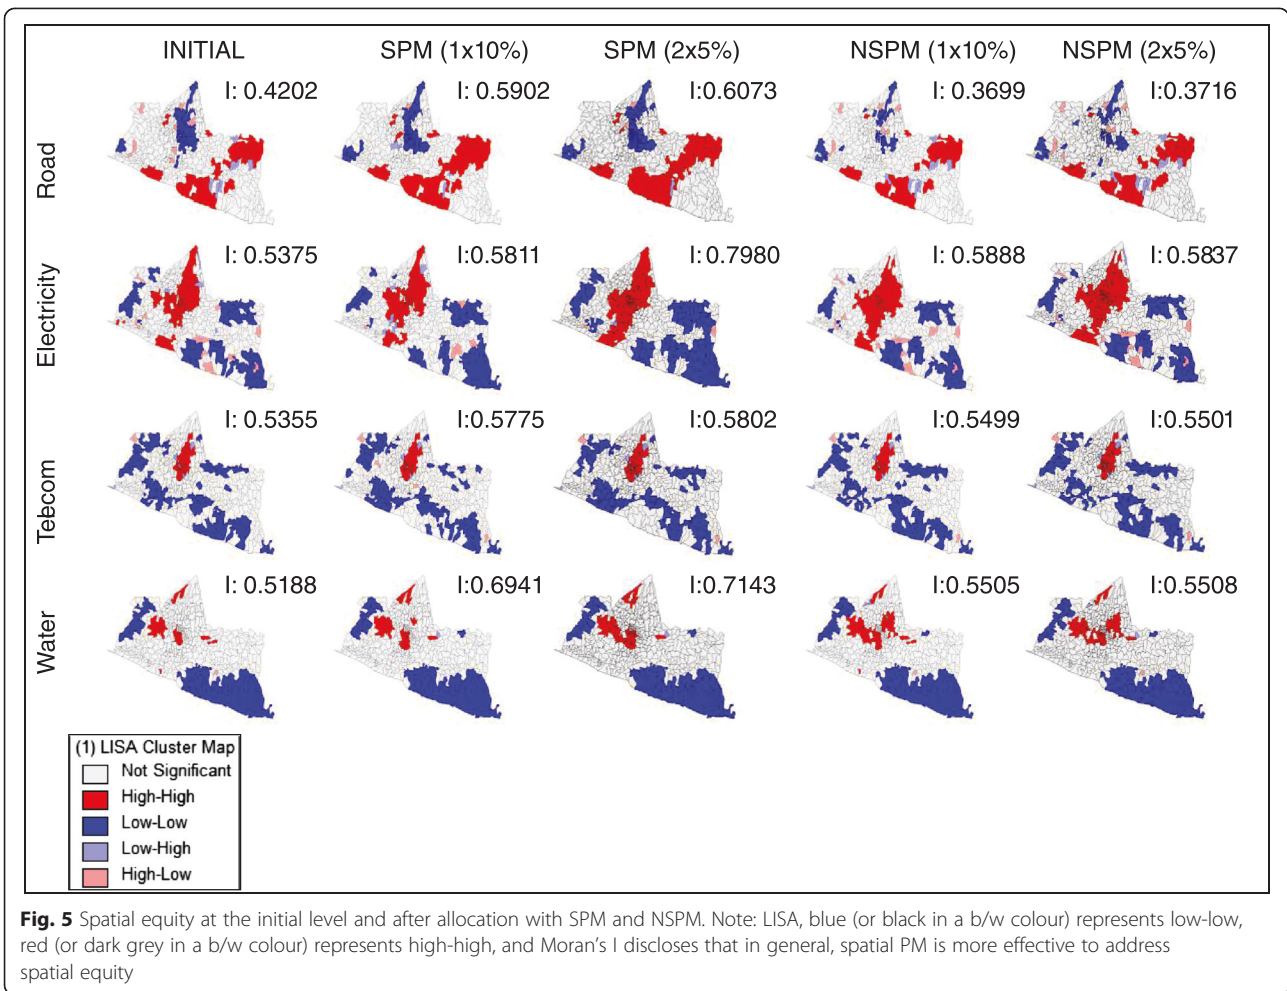 INITIAL SPM (1x10%) SPM (2x5%) NSPM (1x10%) NSPM (2x5%)
Road I: 0.4202 I: 0.5902 I:0.6073 I: 0.3699 I:0.3716
Electricity I: 0.5375 I:0.5811 I:0.7980 I: 0.5888 I:0.5837
Telecom I: 0.5355 I:0.5775 I:0.5802 I:0.5499 I:0.5501
Water I: 0.5188 I:0.6941 I:0.7143 I:0.5505 I:0.5508
(1) LISA Cluster Map
Not Significant
High-High
Low-Low
Low-High
High-Low
Fig. 5 Spatial equity at the initial level and after allocation with SPM and NSPM. Note: LISA, blue (or black in a b/w colour) represents low-low,
red (or dark grey in a b/w colour) represents high-high, and Moran's I discloses that in general, spatial PM is more effective to address
spatial equity